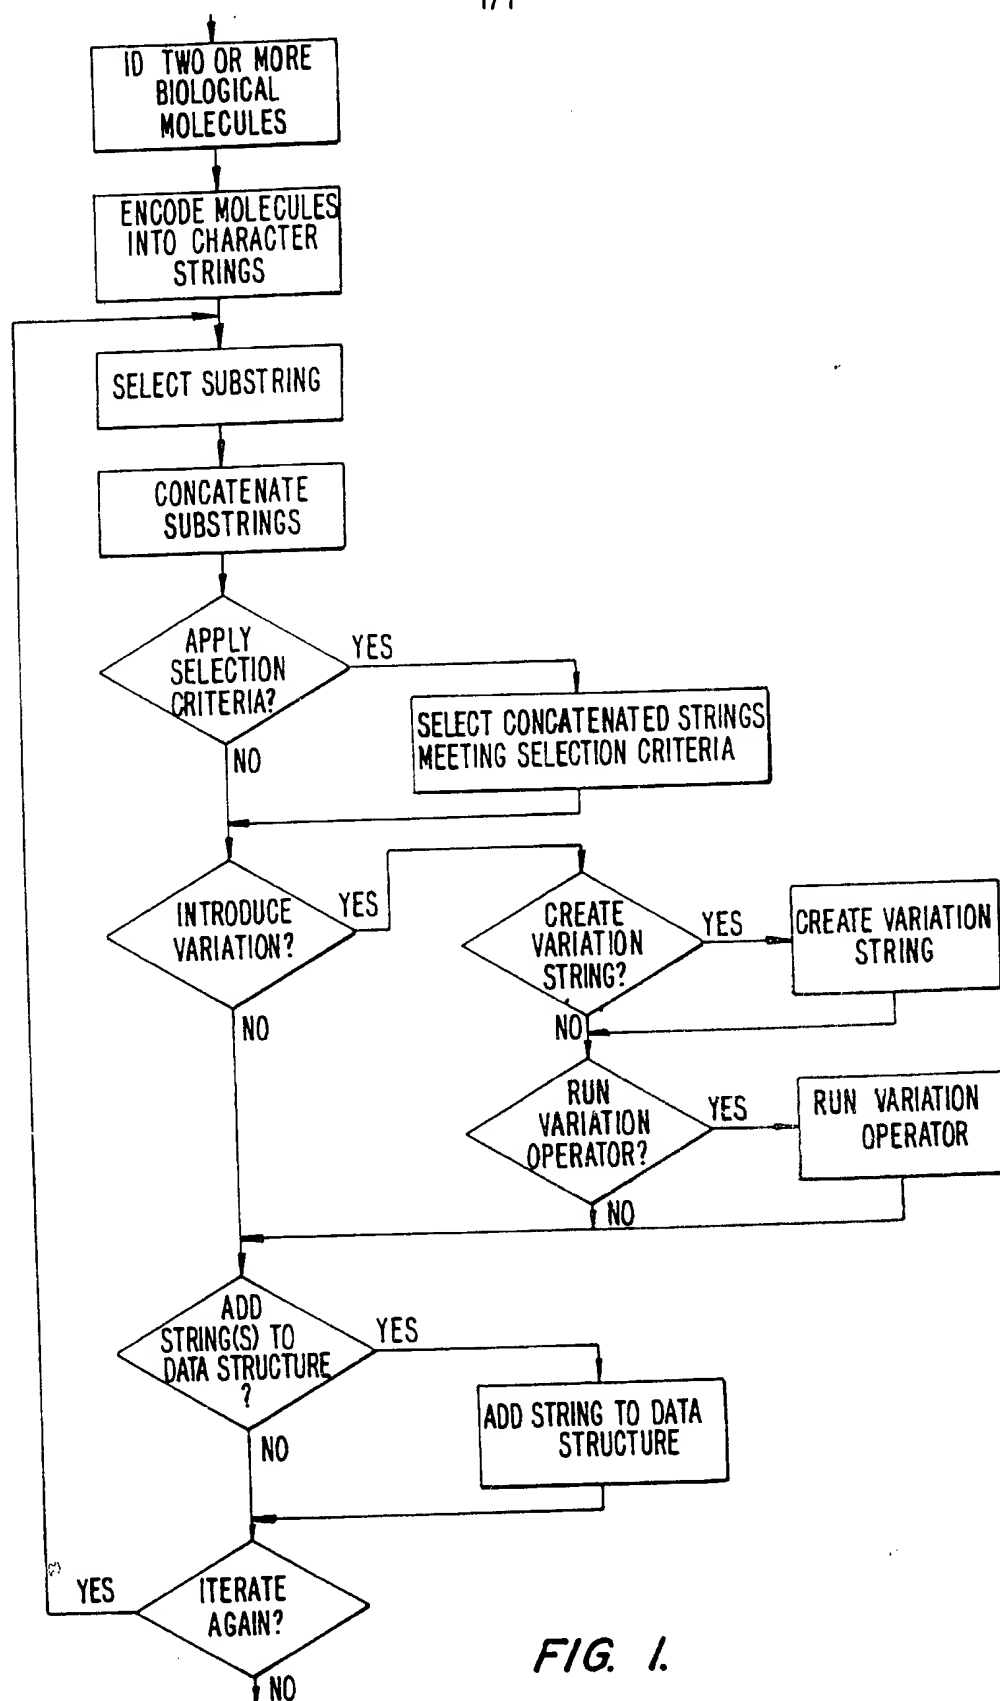 1/1
ID TWO OR MORE
BIOLOGICAL
MOLECULES
ENCODE MOLECULES
INTO CHARACTER
STRINGS
SELECT SUBSTRING
CONCATENATE
SUBSTRINGS
APPLY
SELECTION
CRITERIA?
YES
SELECT CONCATENATED STRINGS
MEETING SELECTION CRITERIA
NO
INTRODUCE
VARIATION?
YES
CREATE
VARIATION
STRING?
YES
CREATE VARIATION
STRING
NO
NO
RUN
VARIATION
OPERATOR?
YES
RUN VARIATION
OPERATOR
NO
ADD
STRING(S) TO
DATA STRUCTURE
?
YES
ADD STRING TO DATA
STRUCTURE
NO
ITERATE
AGAIN?
YES
NO
FIG. 1.